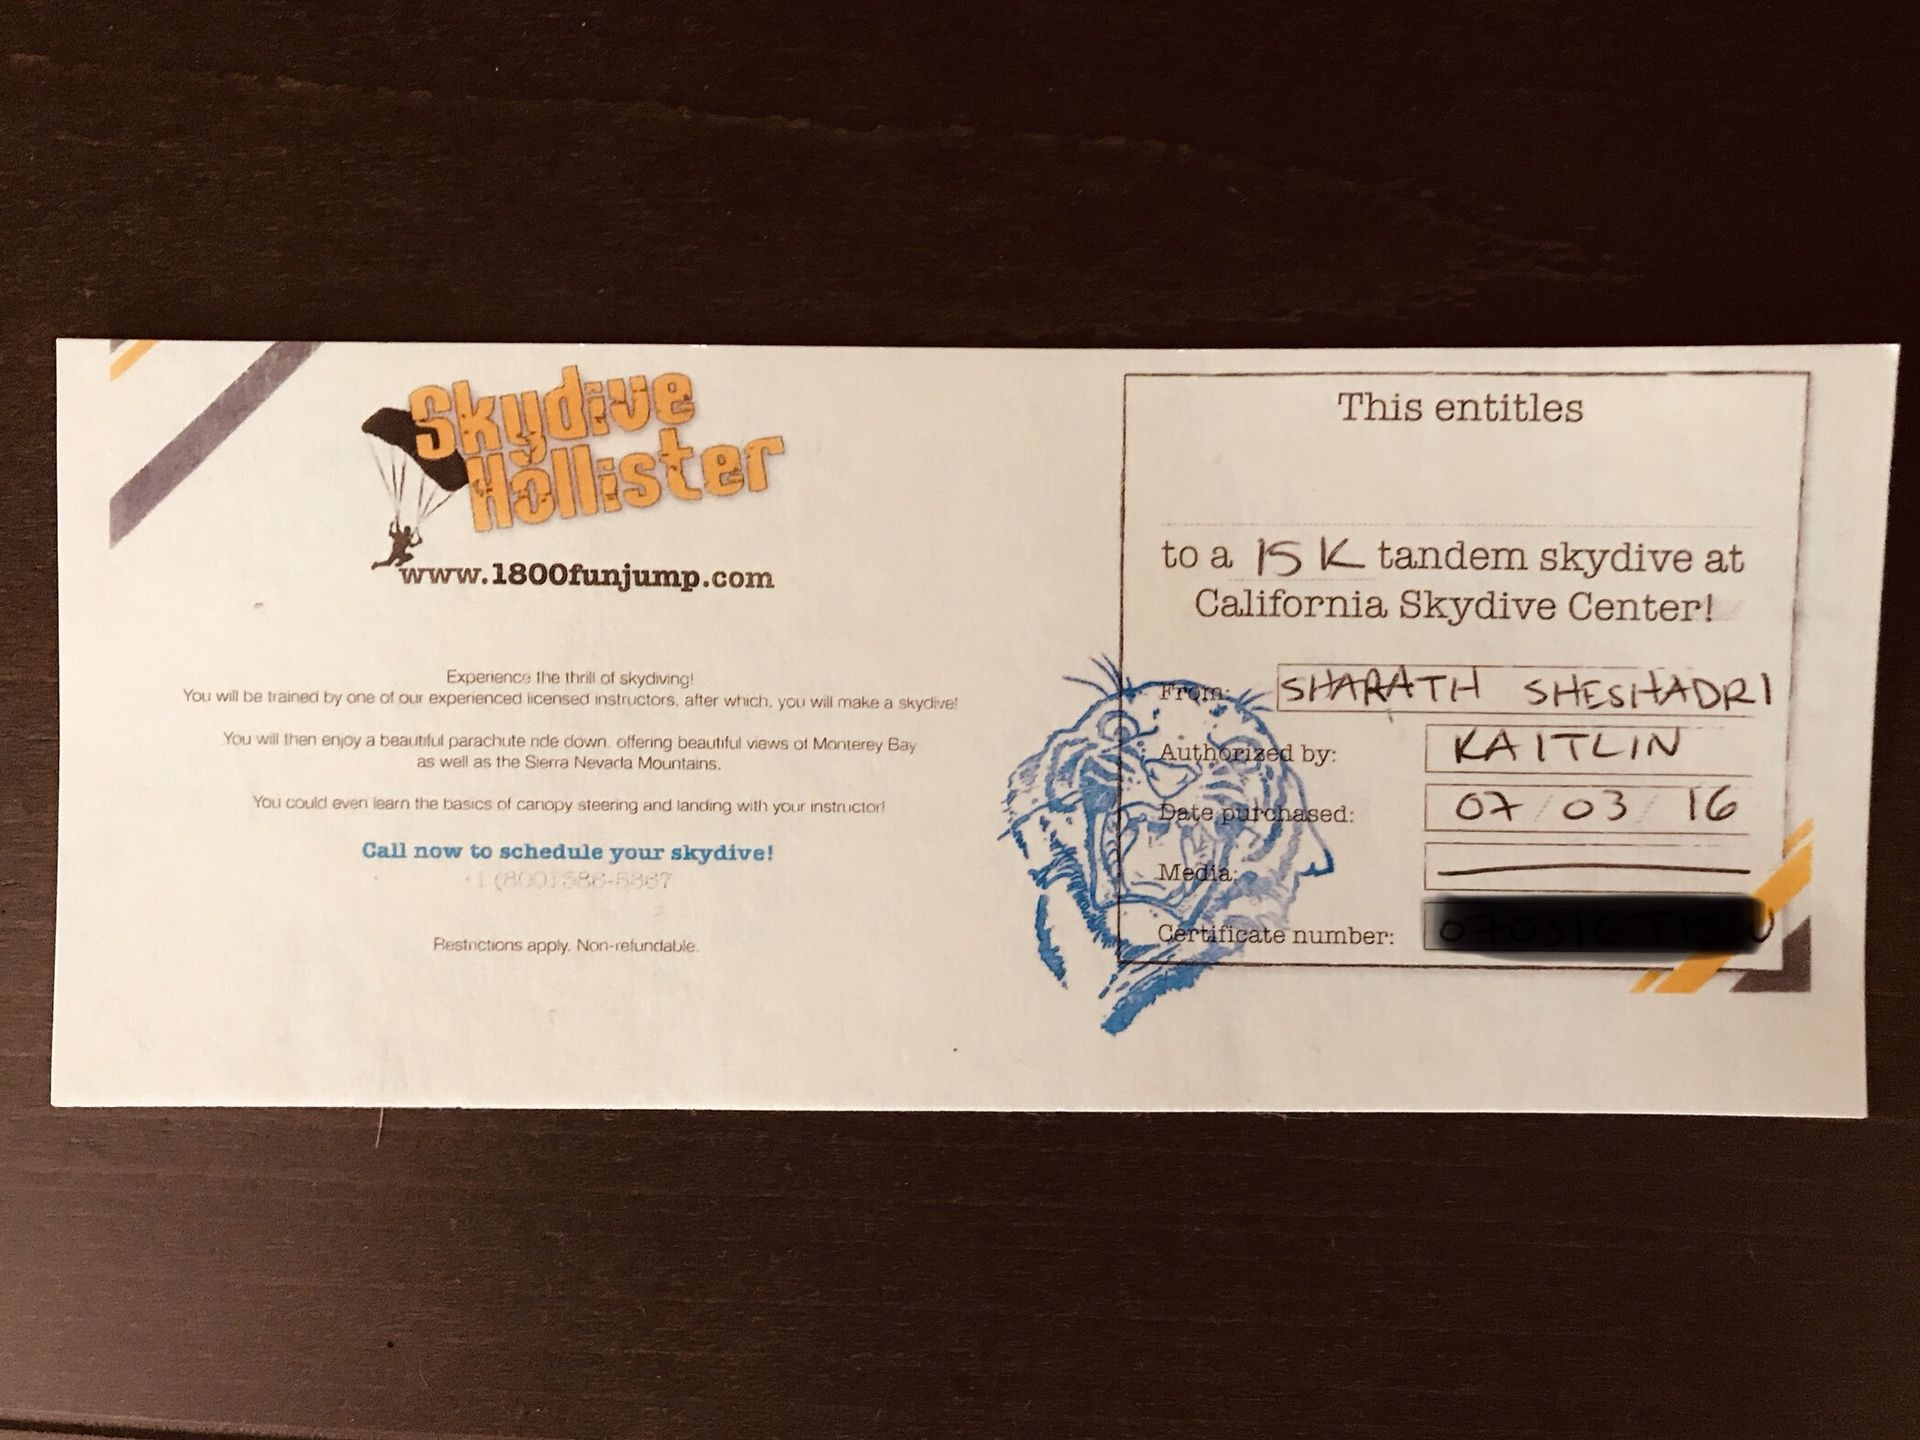 Skydive
Hollister
www.1800funjump.com
Experience the thrill of skydiving!
You will be trained by one of our experienced licensed instructors, after which, you will make a skydive!
You will then enjoy a beautiful parachute ride down, offering beautiful views of Monterey Bay
as well as the Sierra Nevada Mountains.
You could even learn the basics of canopy steering and landing with your instructor!
Call now to schedule your skydive!
+1 (800) 386-5867
Restrictions apply. Non-refundable.
This entitles
to a 15K tandem skydive at
California Skydive Center!
From: SHARATH SHESHADRI
Authorized by: KAITLIN
Date purchased: 07/03/16
Media:
Certificate number: